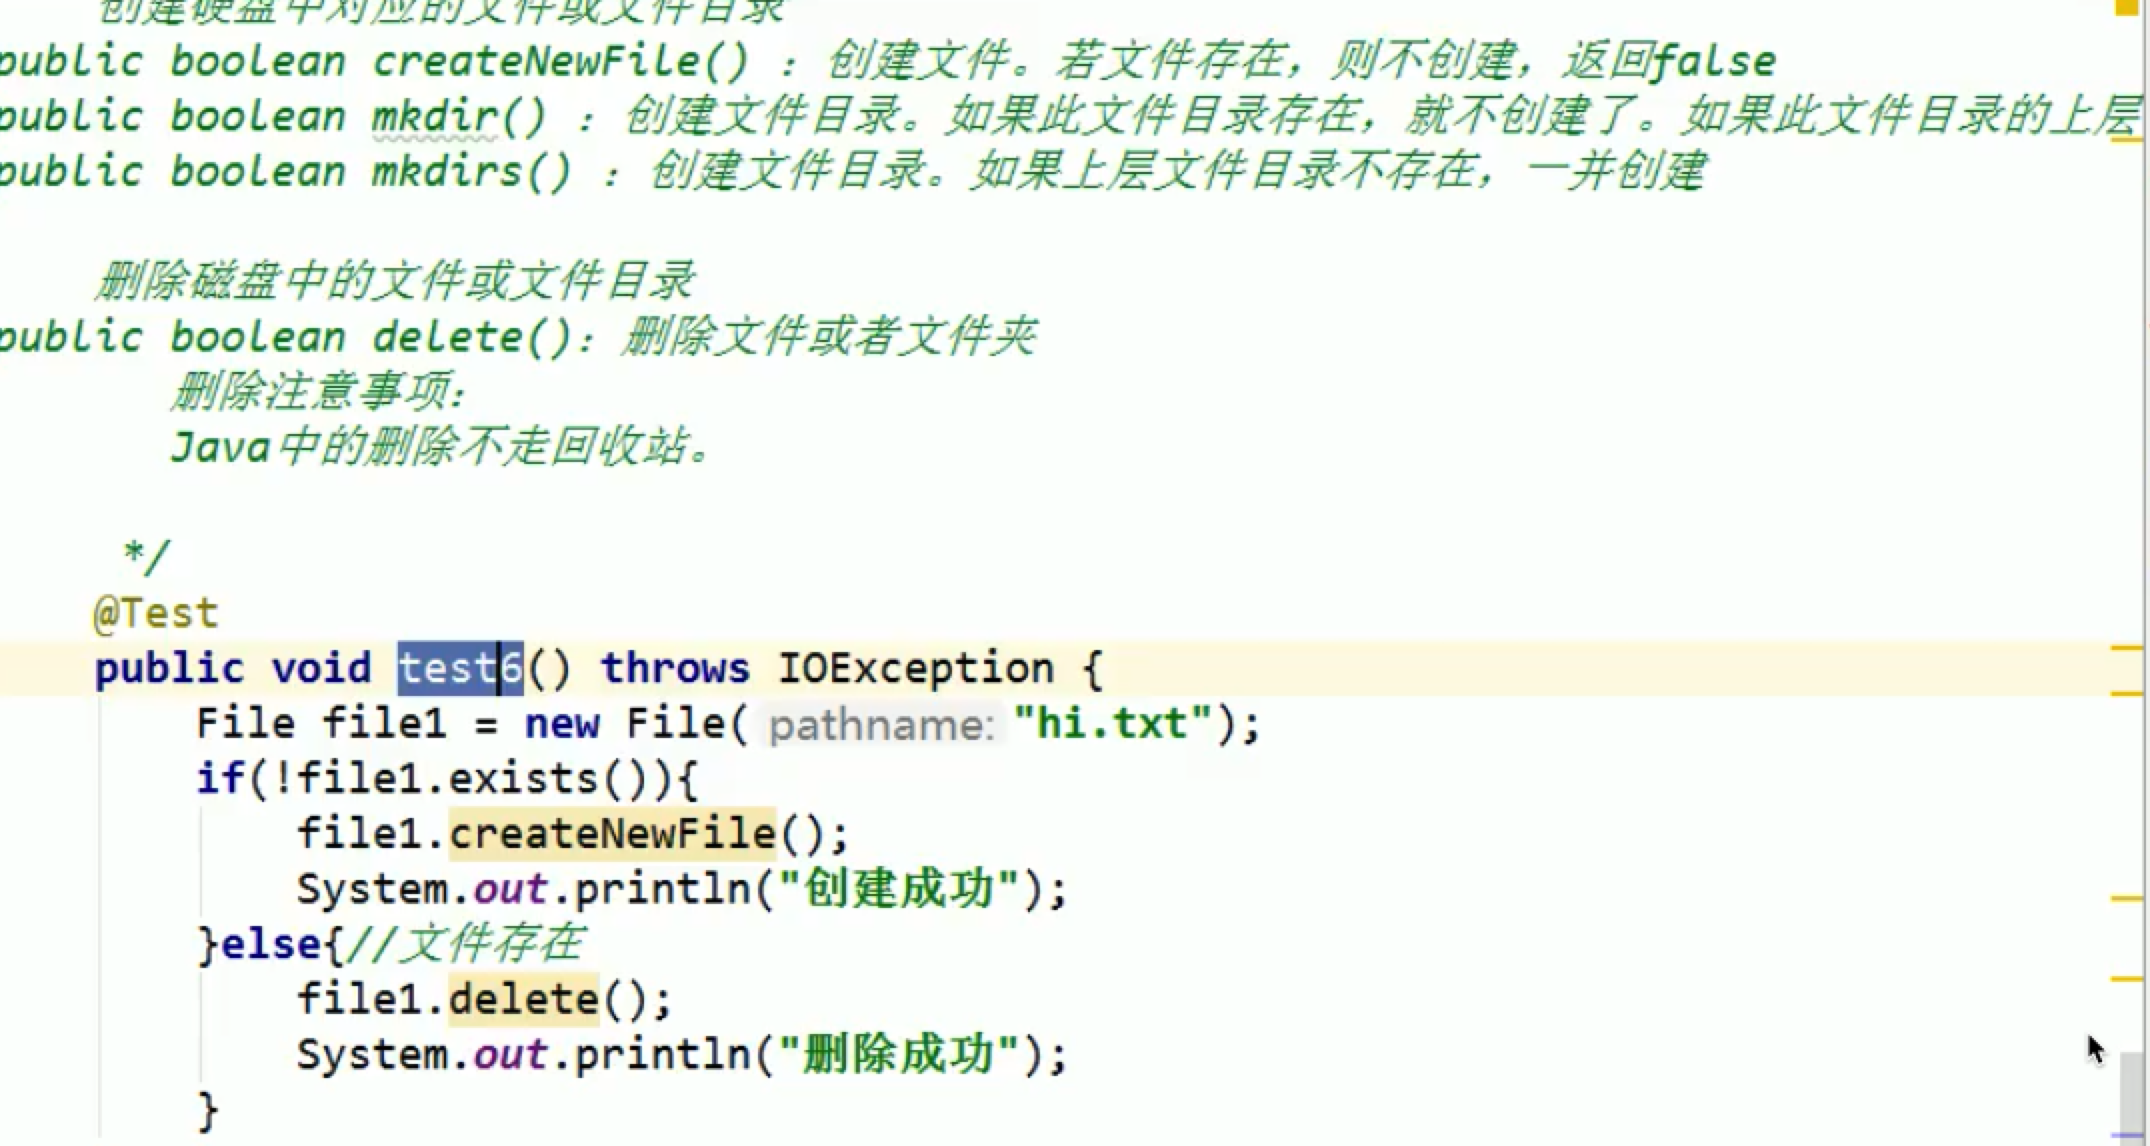 创建硬盘中对应的文件或文件目录
public boolean createNewFile() ：创建文件。若文件存在，则不创建，返回false
public boolean mkdir() ：创建文件目录。如果此文件目录存在，就不创建了。如果此文件目录的上层
public boolean mkdirs() ：创建文件目录。如果上层文件目录不存在，一并创建
删除磁盘中的文件或文件目录
public boolean delete()：删除文件或者文件夹
删除注意事项：
Java中的删除不走回收站。
*/
@Test
public void test6() throws IOException {
File file1 = new File( pathname: "hi.txt");
if(!file1.exists()){
file1.createNewFile();
System.out.println("创建成功");
}else{//文件存在
file1.delete();
System.out.println("删除成功");
}